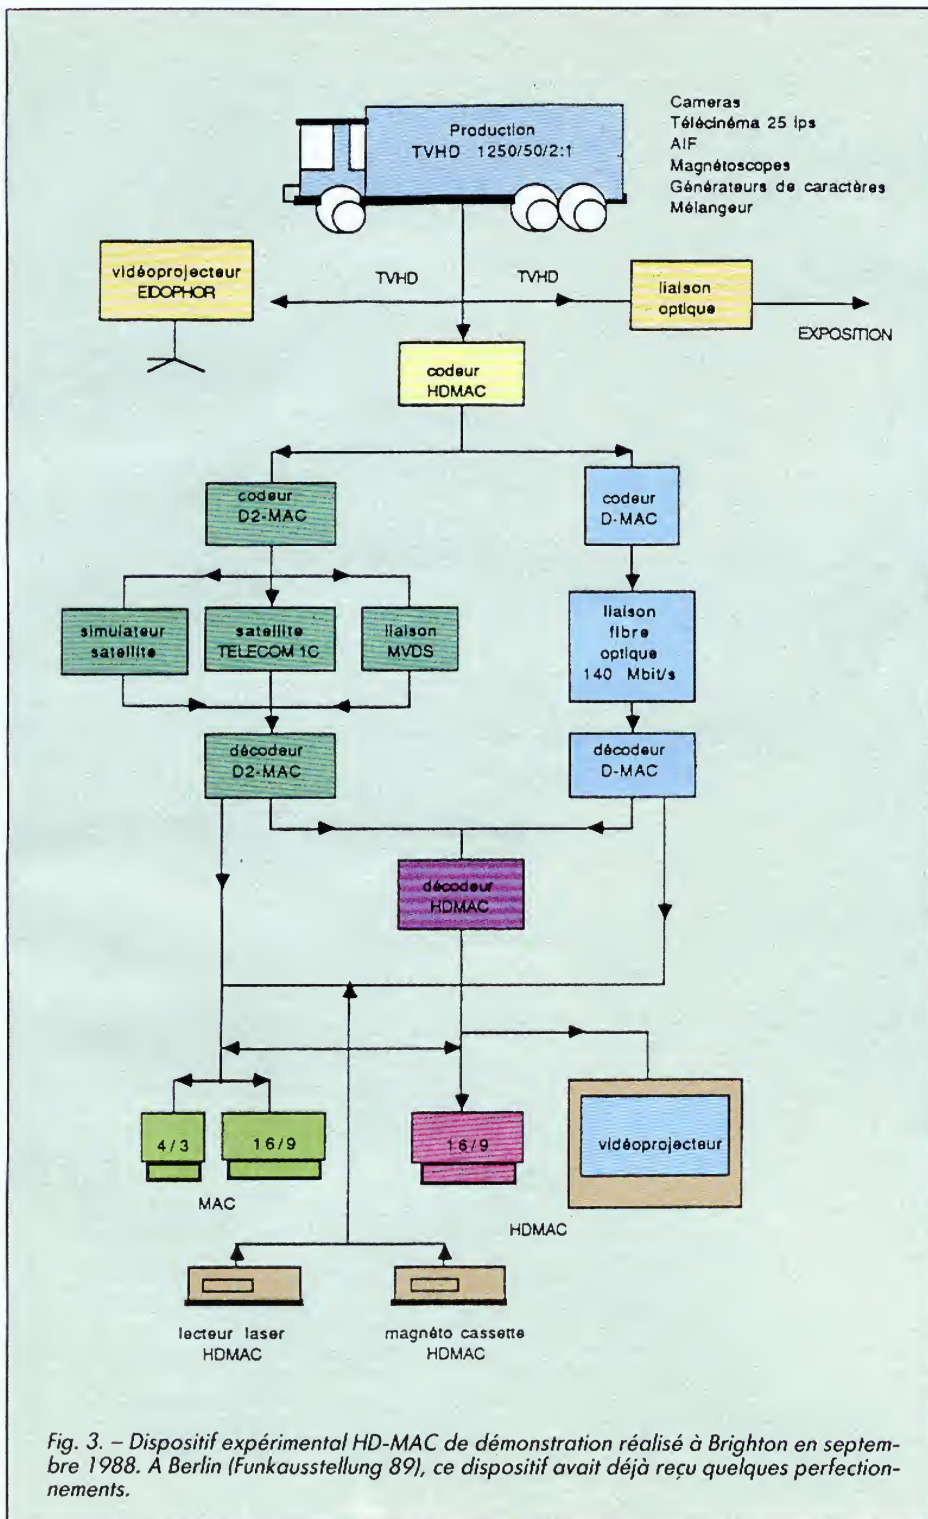 Production
TVHD 1250/50/2:1
Cameras
Télécinéma 25 ips
AIF
Magnétoscopes
Générateurs de caractères
Mélangeur
vidéoprojecteur
EIDOPHOR
TVHD
TVHD
liaison
optique
EXPOSITION
codeur
HDMAC
codeur
D2-MAC
codeur
D-MAC
simulateur
satellite
satellite
TELECOM 1C
liaison
MVDS
liaison
fibre
optique
140 Mbit/s
décodeur
D2-MAC
décodeur
D-MAC
décodeur
HDMAC
4/3
16/9
16/9
vidéoprojecteur
MAC
HDMAC
lecteur laser
HDMAC
magnéto cassette
HDMAC
Fig. 3. – Dispositif expérimental HD-MAC de démonstration réalisé à Brighton en septem-
bre 1988. A Berlin (Funkausstellung 89), ce dispositif avait déjà reçu quelques perfection-
nements.